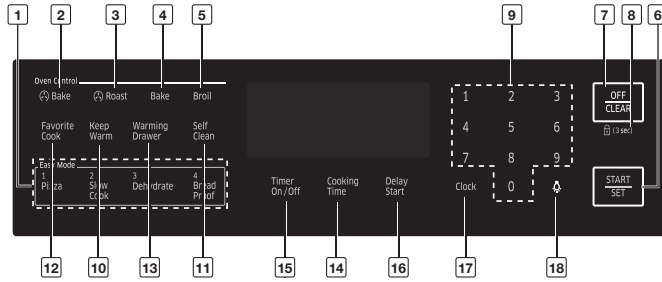 1 2 3 4 5 9 7 8 6
Oven Control
Bake Roast Bake Broil
1 2 3
OFF
CLEAR
(3 sec)
Favorite Cook
Keep Warm
Warming Drawer
Self Clean
4 5 6
Easy Mode
1 Pizza
2 Slow Cook
3 Dehydrate
4 Bread Proof
7 8 9
Timer On/Off
Cooking Time
Delay Start
Clock
0
START
SET
12 10 13 11 15 14 16 17 18